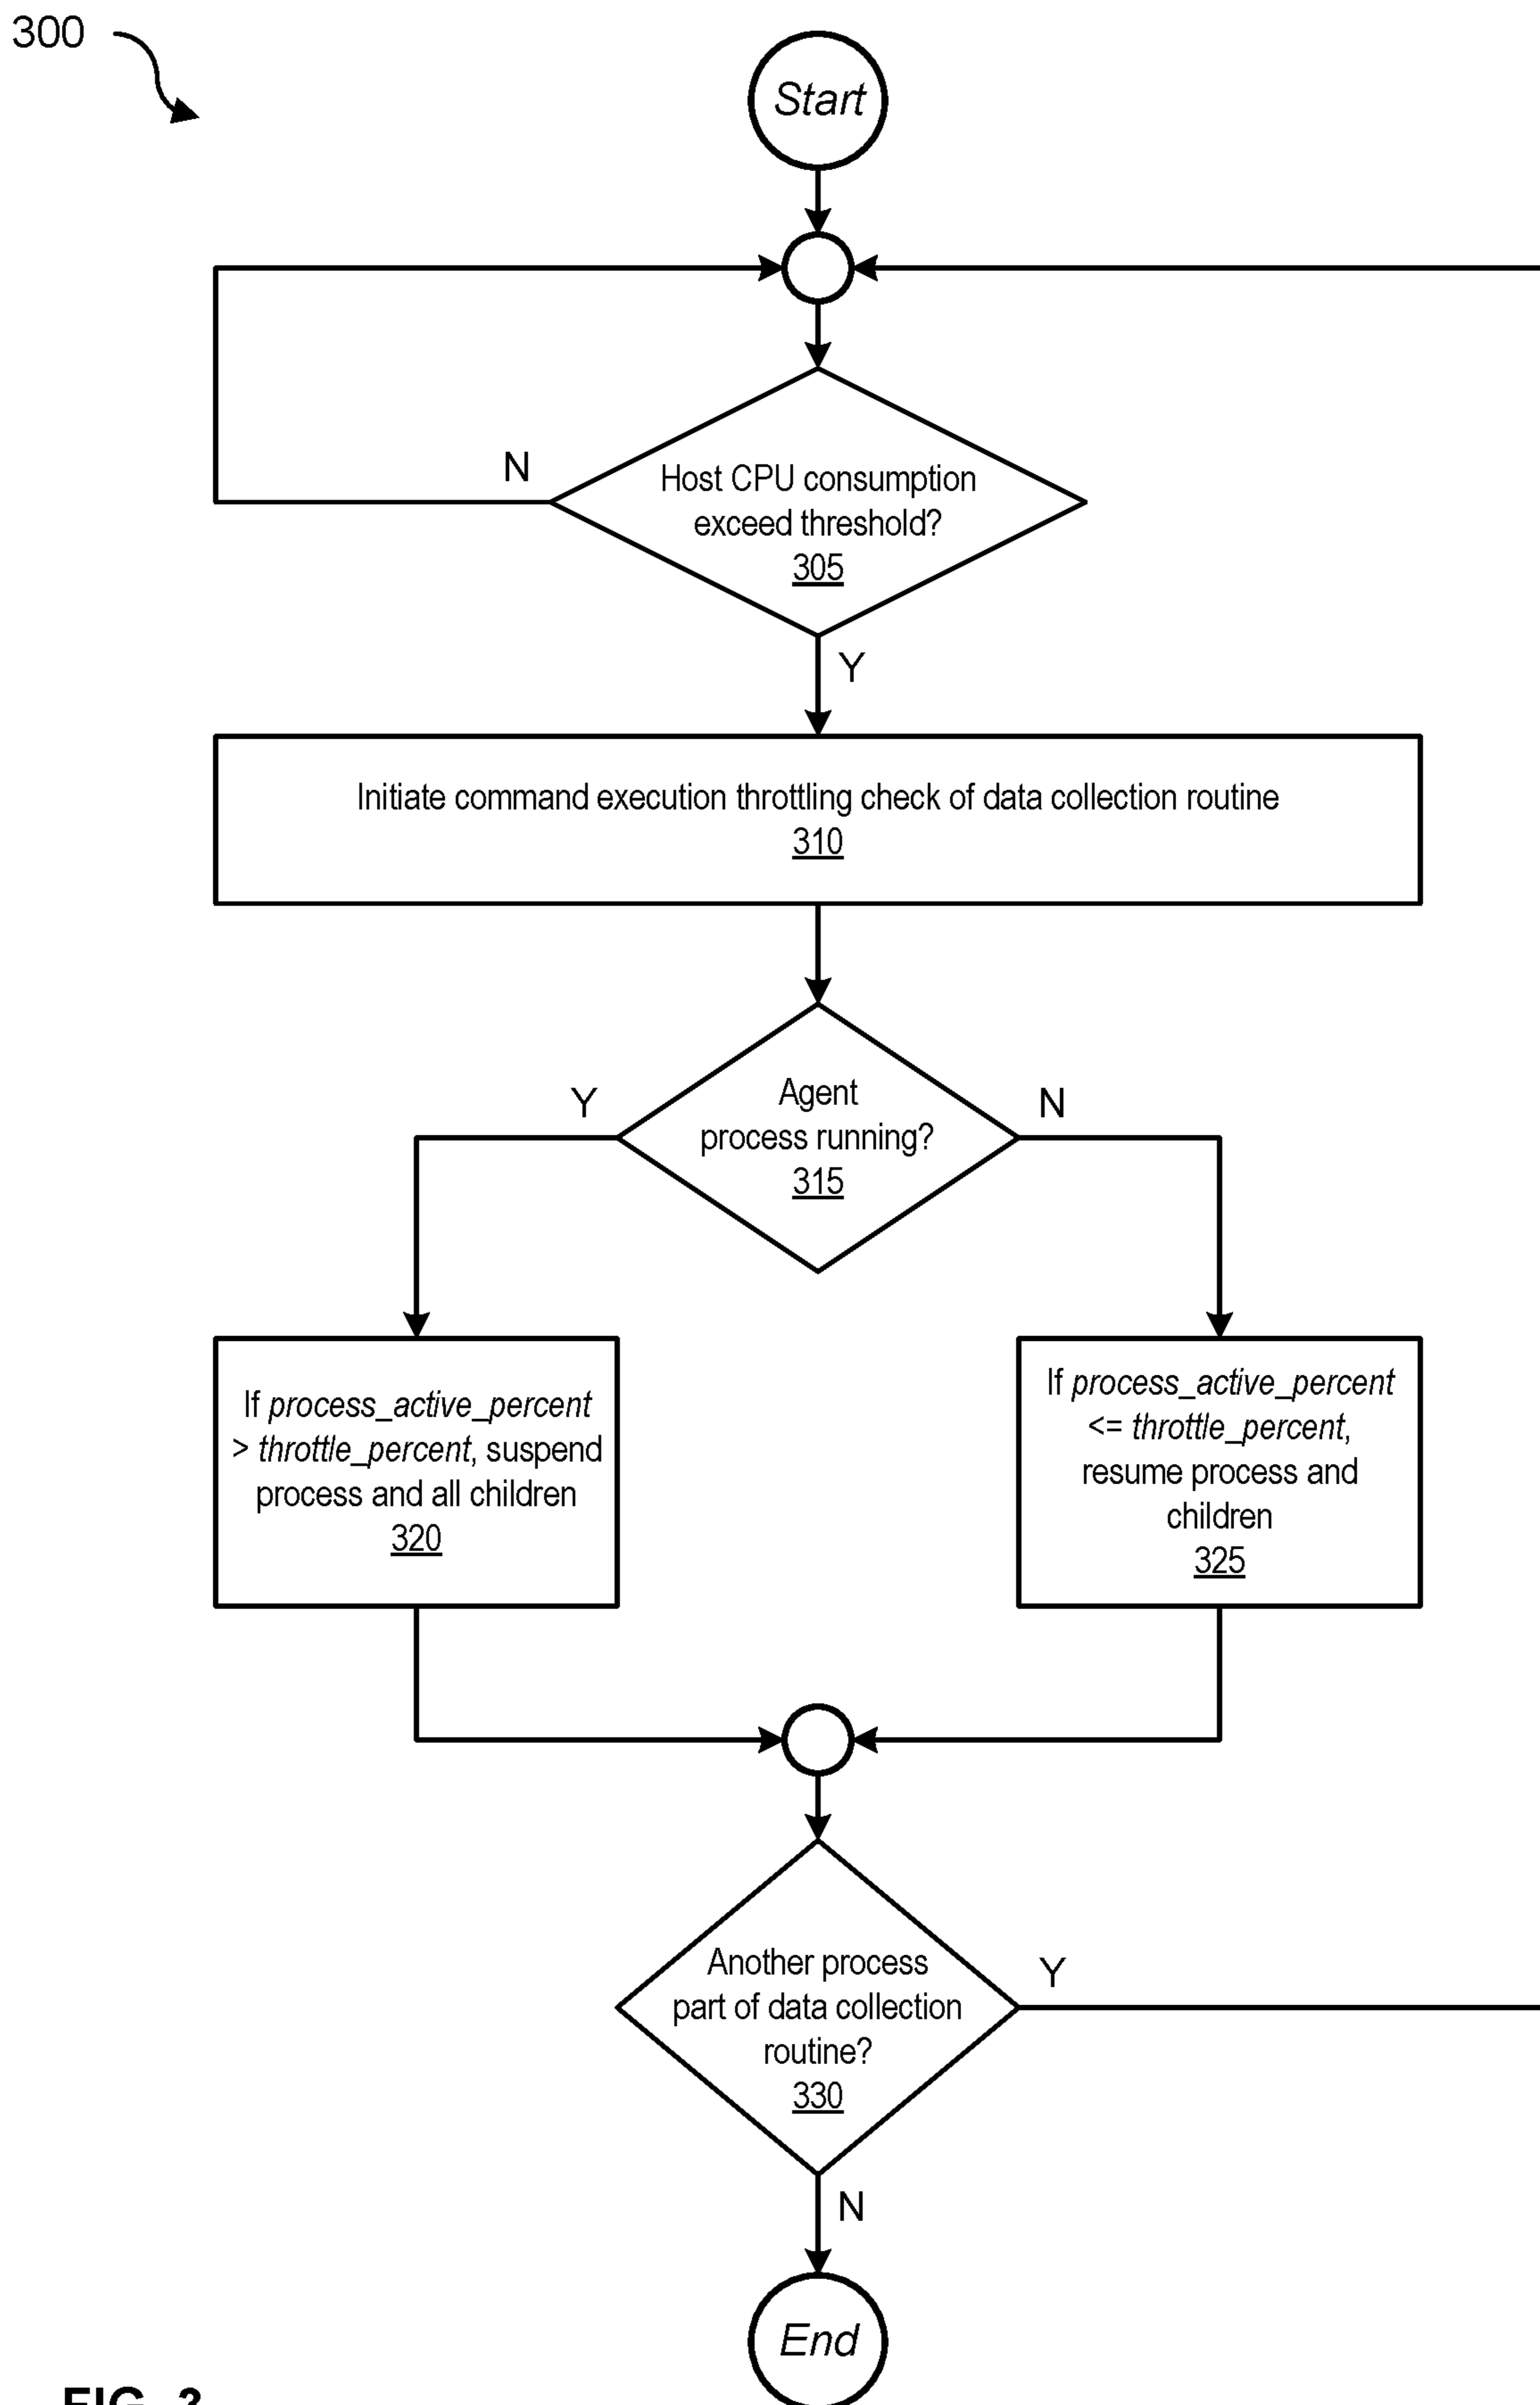 300
Start
N
Host CPU consumption
exceed threshold?
305
Y
Initiate command execution throttling check of data collection routine
310
Y
Agent
process running?
315
N
If process_active_percent
> throttle_percent, suspend
process and all children
320
If process_active_percent
<= throttle_percent,
resume process and
children
325
Another process
part of data collection
routine?
330
Y
N
End
FIG. 3